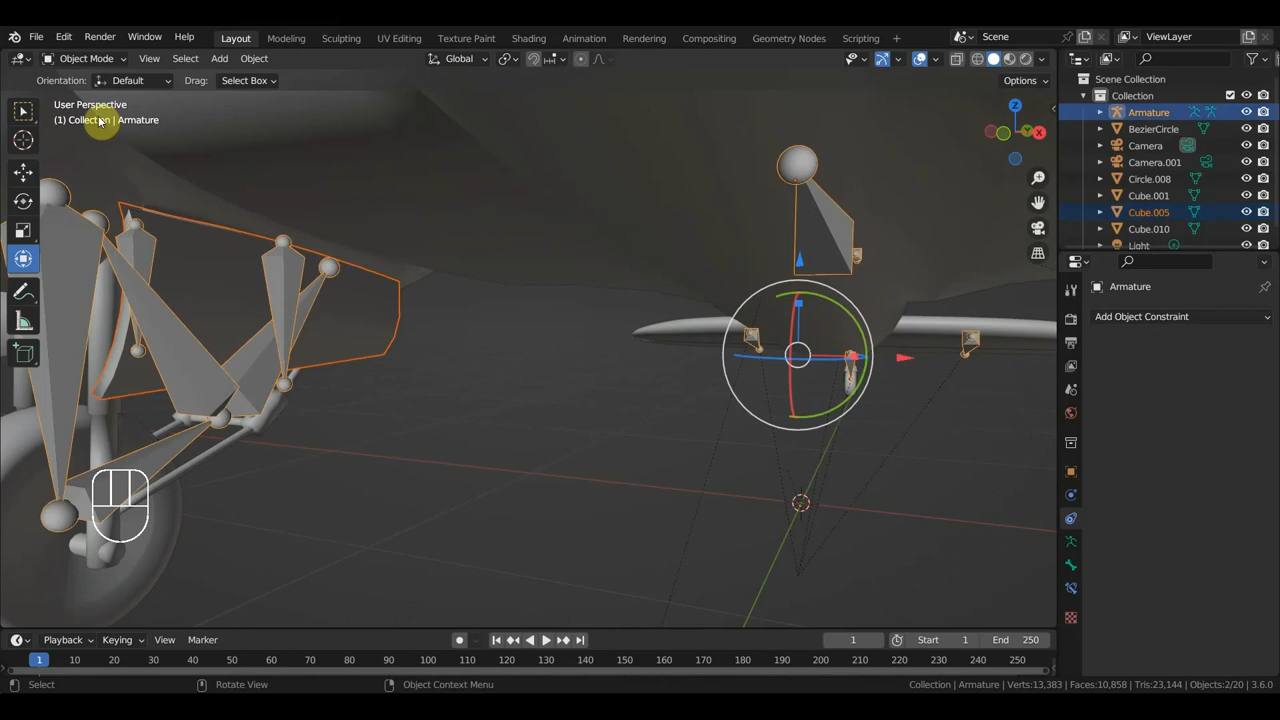 File Edit Render Window Help Layout Modeling Sculpting UV Editing Texture Paint Shading Animation Rendering Compositing Geometry Nodes Scripting + Scene ViewLayer
Object Mode View Select Add Object Global Options
Orientation: Default Drag: Select Box
User Perspective
(1) Collection | Armature
Z
Y
X
Scene Collection
Collection
Armature
BezierCircle
Camera
Camera.001
Circle.008
Cube.001
Cube.005
Cube.010
Light
Armature
Add Object Constraint
Playback Keying View Marker 1 Start 1 End 250
1 10 20 30 40 50 60 70 80 90 100 110 120 130 140 150 160 170 180 190 200 210 220 230 240 250
Select Rotate View Object Context Menu Collection | Armature | Verts:13,383 | Faces:10,858 | Tris:23,144 | Objects:2/20 | 3.6.0